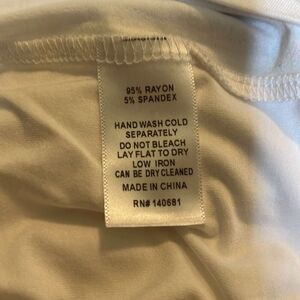 95% RAYON
5% SPANDEX
HAND WASH COLD
SEPARATELY
DO NOT BLEACH
LAY FLAT TO DRY
LOW IRON
CAN BE DRY CLEANED
MADE IN CHINA
RN# 140681